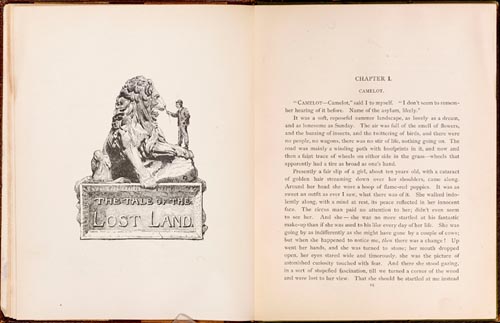 THE TALE OF THE
LOST LAND.
CHAPTER I.
CAMELOT.
"CAMELOT—Camelot," said I to myself. "I don't seem to remem-
ber hearing of it before. Name of the asylum, likely."
It was a soft, reposeful summer landscape, as lovely as a dream,
and as lonesome as Sunday. The air was full of the smell of flowers,
and the buzzing of insects, and the twittering of birds, and there were
no people, no wagons, there was no stir of life, nothing going on. The
road was mainly a winding path with hoofprints in it, and now and
then a faint trace of wheels on either side in the grass—wheels that
apparently had a tire as broad as one's hand.
Presently a fair slip of a girl, about ten years old, with a cataract
of golden hair streaming down over her shoulders, came along.
Around her head she wore a hoop of flame-red poppies. It was as
sweet an outfit as ever I saw, what there was of it. She walked indo-
lently along, with a mind at rest, its peace reflected in her innocent
face. The circus man paid no attention to her; didn't even seem
to see her. And she—she was no more startled at his fantastic
make-up than if she was used to his like every day of her life. She was
going by as indifferently as she might have gone by a couple of cows;
but when she happened to notice me, then there was a change! Up
went her hands, and she was turned to stone; her mouth dropped
open, her eyes stared wide and timorously, she was the picture of
astonished curiosity touched with fear. And there she stood gazing,
in a sort of stupefied fascination, till we turned a corner of the wood
and were lost to her view. That she should be startled at me instead